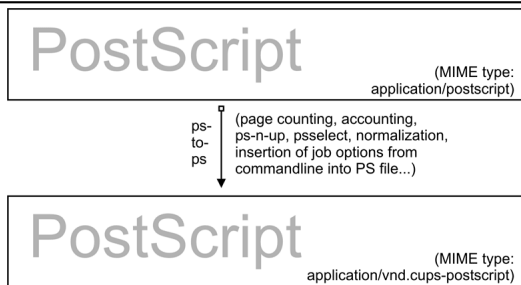 PostScript
(MIME type:
application/postscript)
ps-
to-
ps
(page counting, accounting,
ps-n-up, psselect, normalization,
insertion of job options from
commandline into PS file...)
PostScript
(MIME type:
application/vnd.cups-postscript)